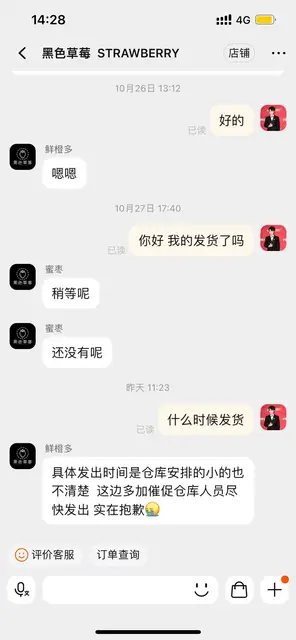 14:28
4G
黑色草莓 STRAWBERRY
店铺
10月26日 13:12
好的
已读
鲜橙多
嗯嗯
10月27日 17:40
你好 我的发货了吗
已读
蜜枣
稍等呢
蜜枣
还没有呢
昨天 11:23
什么时候发货
已读
鲜橙多
具体发出时间是仓库安排的小的也
不清楚 这边多加催促仓库人员尽
快发出 实在抱歉😭
评价客服
订单查询